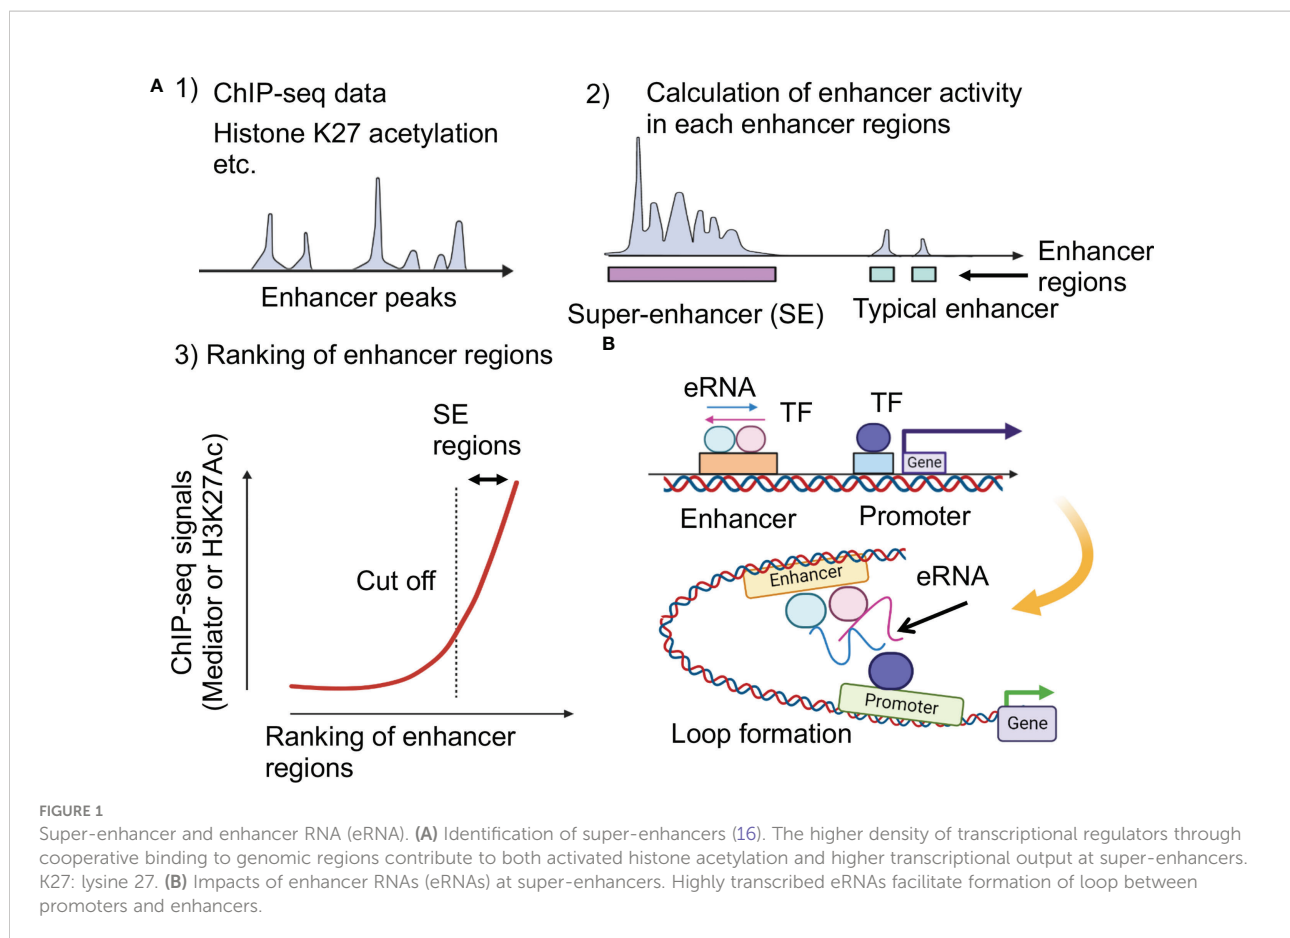 A 1) ChIP-seq data
Histone K27 acetylation
etc.
Enhancer peaks
2) Calculation of enhancer activity
in each enhancer regions
Enhancer
regions
Super-enhancer (SE)
Typical enhancer
3) Ranking of enhancer regions
SE
regions
Cut off
ChIP-seq signals
(Mediator or H3K27Ac)
Ranking of enhancer
regions
B
eRNA
TF
TF
Gene
Enhancer
Promoter
Enhancer
eRNA
Promoter
Gene
Loop formation
FIGURE 1
Super-enhancer and enhancer RNA (eRNA). (A) Identification of super-enhancers (16). The higher density of transcriptional regulators through
cooperative binding to genomic regions contribute to both activated histone acetylation and higher transcriptional output at super-enhancers.
K27: lysine 27. (B) Impacts of enhancer RNAs (eRNAs) at super-enhancers. Highly transcribed eRNAs facilitate formation of loop between
promoters and enhancers.